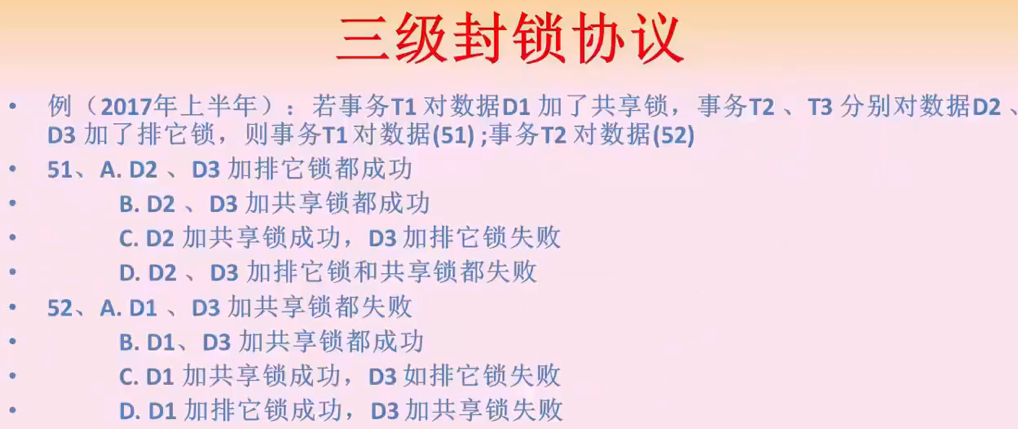 三级封锁协议
• 例（2017年上半年）：若事务T1 对数据D1 加了共享锁，事务T2 、T3 分别对数据D2 、
D3 加了排它锁，则事务T1 对数据(51) ;事务T2 对数据(52)
• 51、A. D2 、D3 加排它锁都成功
• B. D2 、D3 加共享锁都成功
• C. D2 加共享锁成功，D3 加排它锁失败
• D. D2 、D3 加排它锁和共享锁都失败
• 52、A. D1 、D3 加共享锁都失败
• B. D1、D3 加共享锁都成功
• C. D1 加共享锁成功，D3 如排它锁失败
• D. D1 加排它锁成功，D3 加共享锁失败